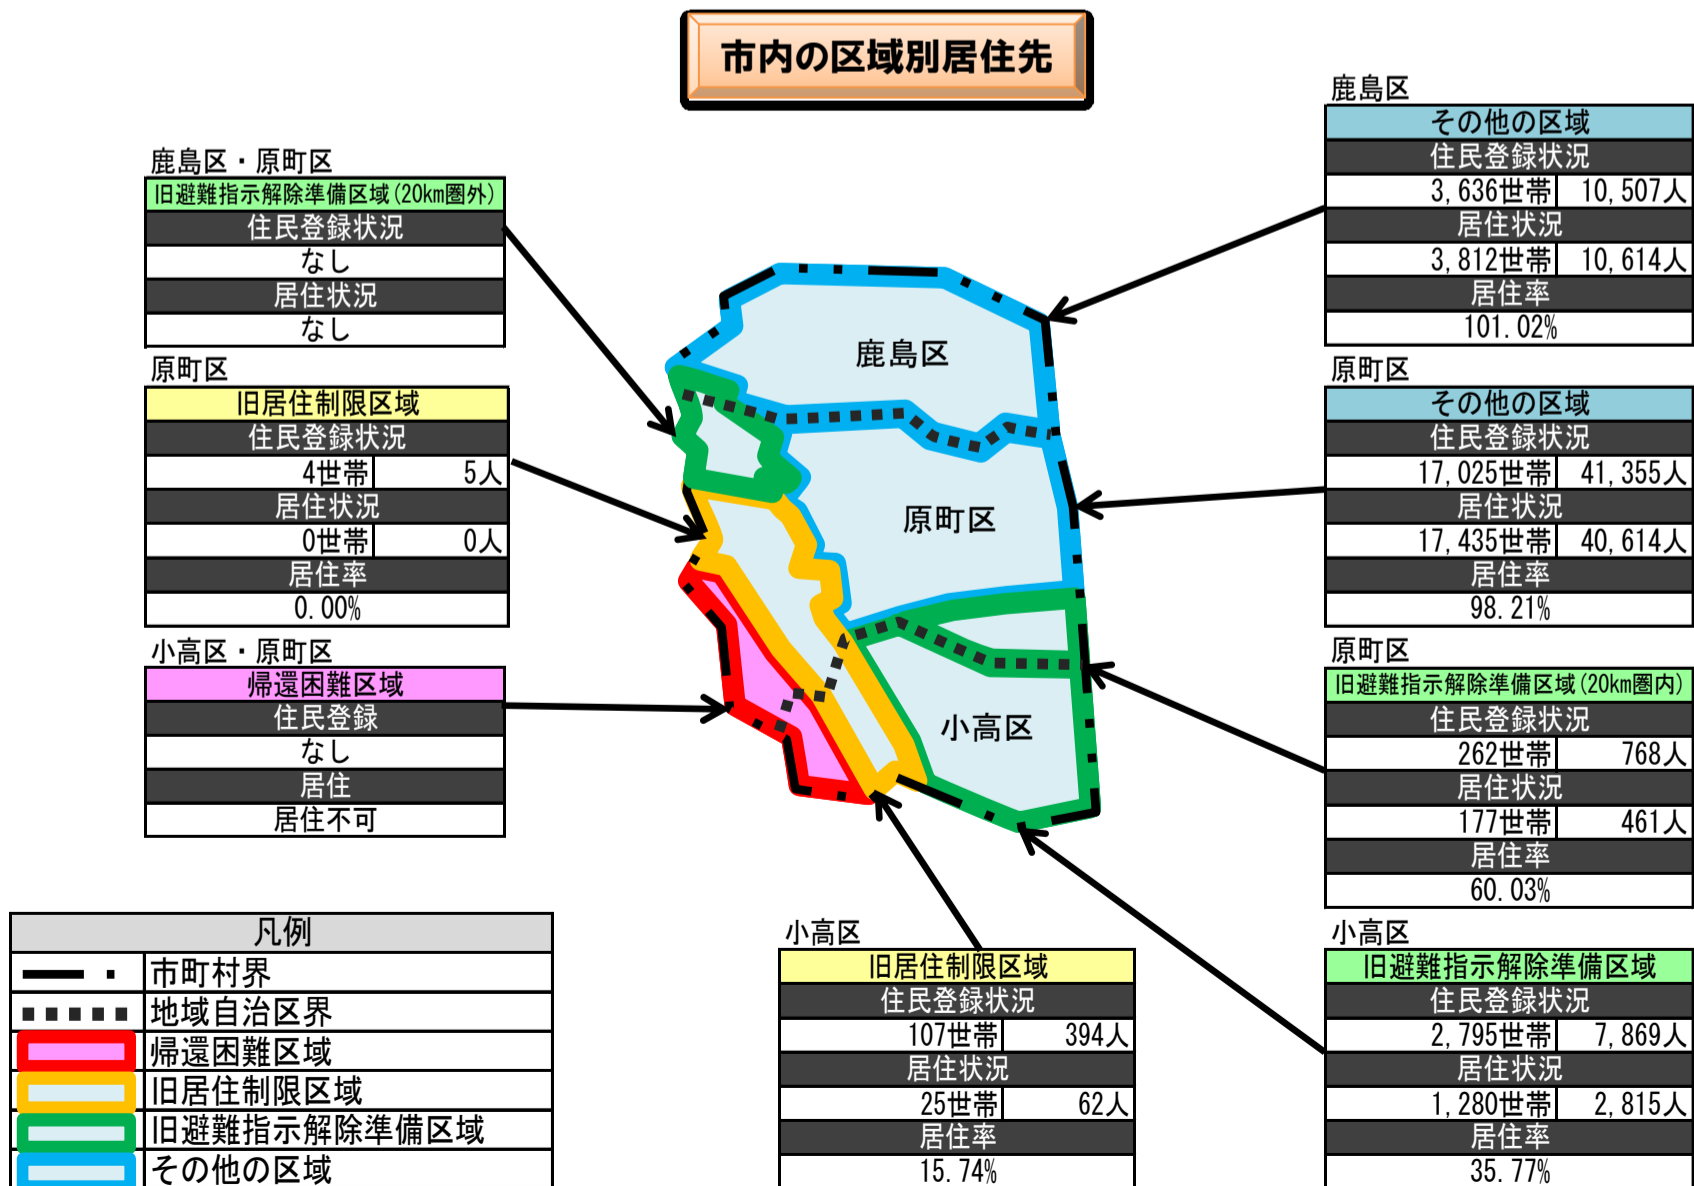 市内の区域別居住先
鹿島区・原町区
旧避難指示解除準備区域(20km圏外)
住民登録状況
なし
居住状況
なし
原町区
旧居住制限区域
住民登録状況
4世帯 5人
居住状況
0世帯 0人
居住率
0.00%
小高区・原町区
帰還困難区域
住民登録
なし
居住
居住不可
鹿島区
原町区
小高区
鹿島区
その他の区域
住民登録状況
3,636世帯 10,507人
居住状況
3,812世帯 10,614人
居住率
101.02%
原町区
その他の区域
住民登録状況
17,025世帯 41,355人
居住状況
17,435世帯 40,614人
居住率
98.21%
原町区
旧避難指示解除準備区域(20km圏内)
住民登録状況
262世帯 768人
居住状況
177世帯 461人
居住率
60.03%
小高区
旧避難指示解除準備区域
住民登録状況
2,795世帯 7,869人
居住状況
1,280世帯 2,815人
居住率
35.77%
小高区
旧居住制限区域
住民登録状況
107世帯 394人
居住状況
25世帯 62人
居住率
15.74%
凡例
市町村界
地域自治区界
帰還困難区域
旧居住制限区域
旧避難指示解除準備区域
その他の区域